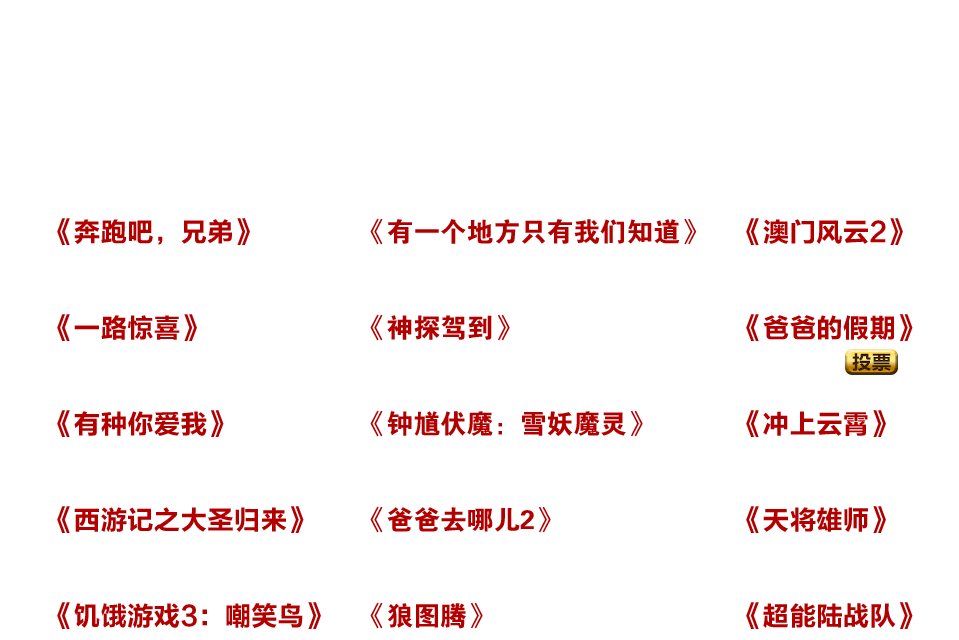 《奔跑吧，兄弟》 《有一个地方只有我们知道》 《澳门风云2》
《一路惊喜》 《神探驾到》 《爸爸的假期》
投票
《有种你爱我》 《钟馗伏魔：雪妖魔灵》 《冲上云霄》
《西游记之大圣归来》 《爸爸去哪儿2》 《天将雄师》
《饥饿游戏3：嘲笑鸟》 《狼图腾》 《超能陆战队》